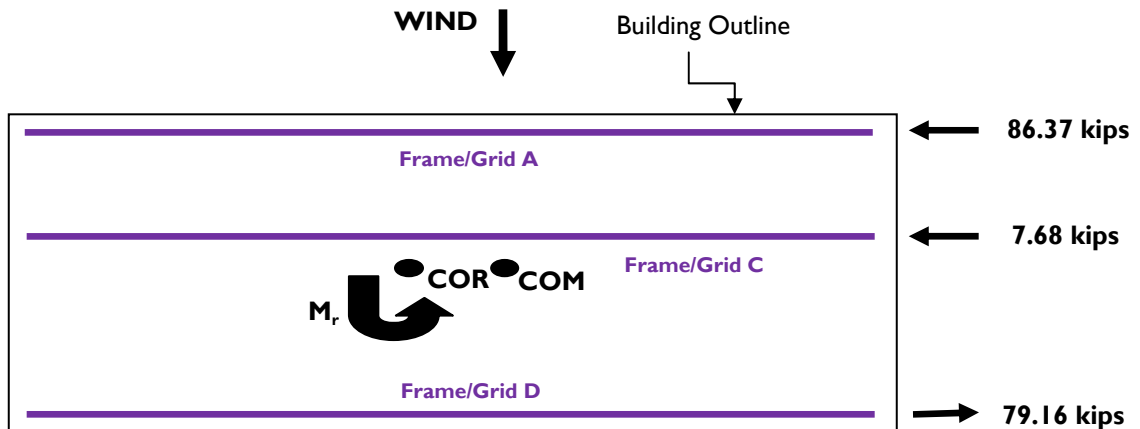 WIND
Building Outline
Frame/Grid A
86.37 kips
7.68 kips
Frame/Grid C
COR
COM
Mr
Frame/Grid D
79.16 kips